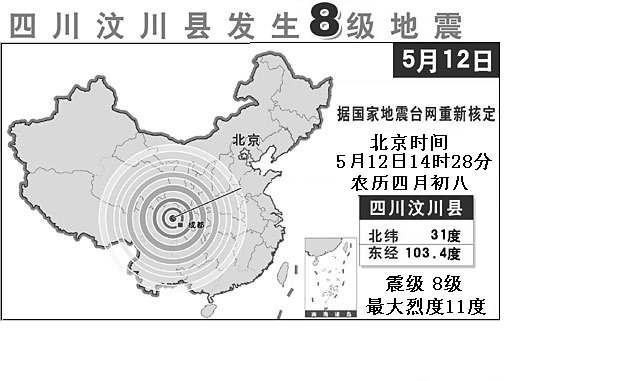 四川汶川县发生8级地震
5月12日
据国家地震台网重新核定
北京
北京时间
5月12日14时28分
农历四月初八
四川汶川县
北纬 31度
东经 103.4度
成都
震级 8级
最大烈度11度
南海诸岛